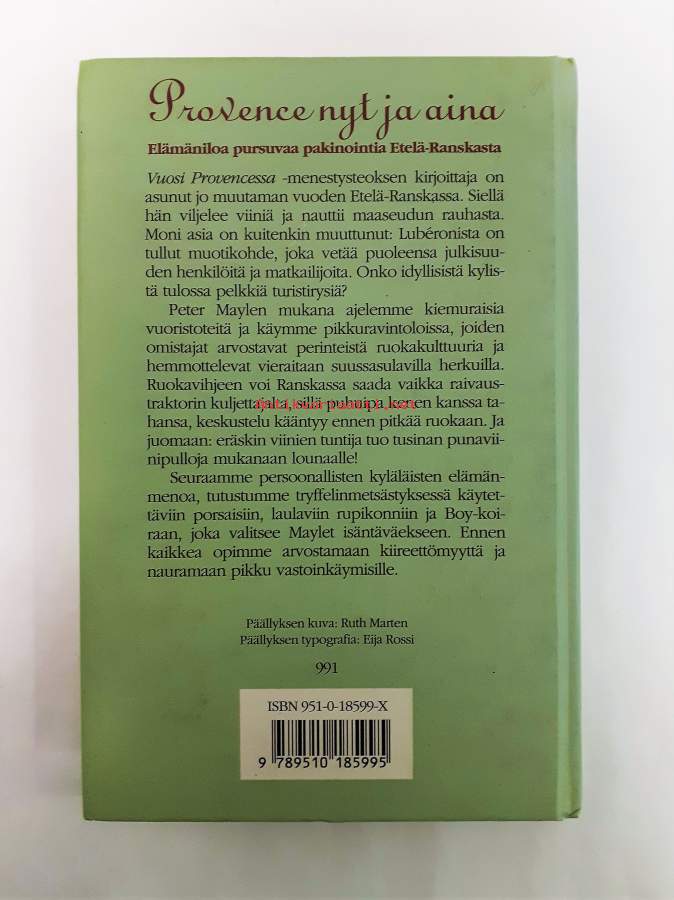 Provence nyt ja aina
Elämäniloa pursuvaa pakinointia Etelä-Ranskasta
Vuosi Provencessa -menestysteoksen kirjoittaja on
asunut jo muutaman vuoden Etelä-Ranskassa. Siellä
hän viljelee viiniä ja nauttii maaseudun rauhasta.
Moni asia on kuitenkin muuttunut: Lubéronista on
tullut muotikohde, joka vetää puoleensa julkisuu-
den henkilöitä ja matkailijoita. Onko idyllisistä kylis-
tä tulossa pelkkiä turistirysiä?
Peter Maylen mukana ajelemme kiemuraisia
vuoristoteitä ja käymme pikkuravintoloissa, joiden
omistajat arvostavat perinteistä ruokakulttuuria ja
hemmottelevat vieraitaan suussasulavilla herkuilla.
Ruokavihjeen voi Ranskassa saada vaikka raivaus-
traktorin kuljettajalta, sillä puhuipa kenen kanssa ta-
hansa, keskustelu kääntyy ennen pitkää ruokaan. Ja
juomaan: eräskin viinien tuntija tuo tusinan punavii-
nipulloja mukanaan lounaalle!
Seuraamme persoonallisten kyläläisten elämän-
menoa, tutustumme tryffelinmetsästyksessä käytet-
täviin porsaisiin, laulaviin rupikonniin ja Boy-koi-
raan, joka valitsee Maylet isäntäväekseen. Ennen
kaikkea opimme arvostamaan kiireettömyyttä ja
nauramaan pikku vastoinkäymisille.
Päällyksen kuva: Ruth Marten
Päällyksen typografia: Eija Rossi
991
ISBN 951-0-18599-X
9 789510 185995